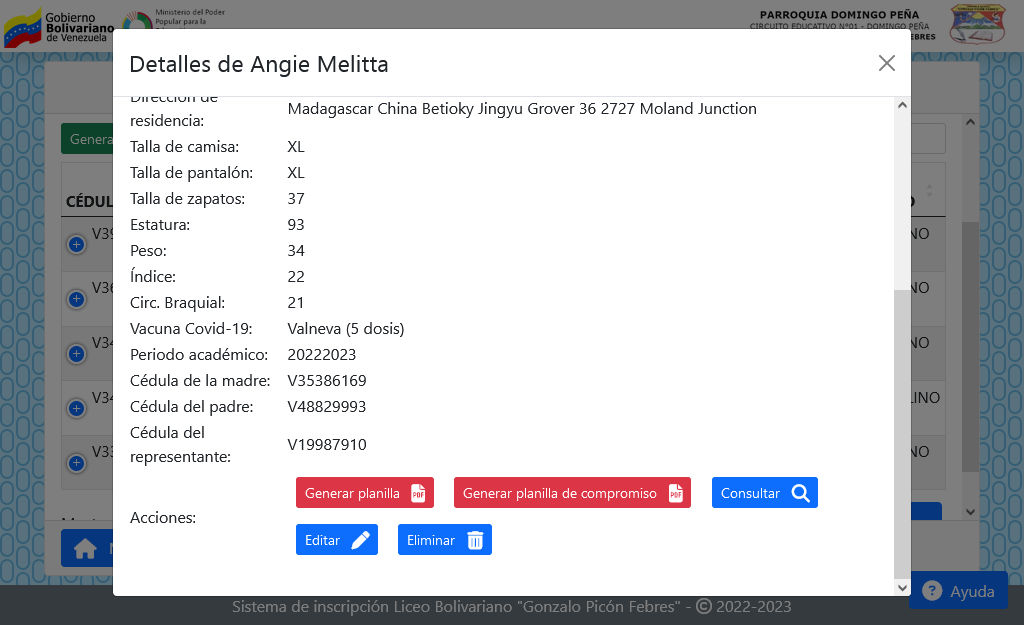 Gobierno
Bolivariano
de Venezuela
Ministerio del Poder
Popular para la
PARROQUIA DOMINGO PEÑA
CIRCUITO EDUCATIVO Nº01 - DOMINGO PEÑA
EBRES
Detalles de Angie Melitta
Dirección de
residencia:
Madagascar China Betioky Jingyu Grover 36 2727 Moland Junction
Talla de camisa: XL
Talla de pantalón: XL
Talla de zapatos: 37
Estatura: 93
Peso: 34
Índice: 22
Circ. Braquial: 21
Vacuna Covid-19: Valneva (5 dosis)
Periodo académico: 20222023
Cédula de la madre: V35386169
Cédula del padre: V48829993
Cédula del
representante:
V19987910
Acciones:
Generar planilla PDF Generar planilla de compromiso PDF Consultar
Editar Eliminar
Genera
CÉDUL
V39 NO
V36 NO
V34 NO
V34 LINO
V33 NO
Sistema de inscripción Liceo Bolivariano "Gonzalo Picón Febres" - © 2022-2023
? Ayuda